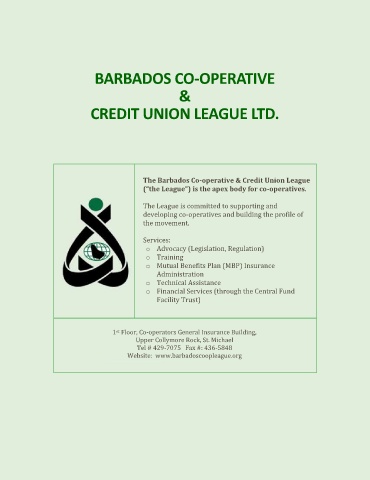 BARBADOS CO-OPERATIVE
&
CREDIT UNION LEAGUE LTD.
The Barbados Co-operative & Credit Union League
("the League") is the apex body for co-operatives.
The League is committed to supporting and
developing co-operatives and building the profile of
the movement.
Services:
o Advocacy (Legislation, Regulation)
o Training
o Mutual Benefits Plan (MBP) Insurance
Administration
o Technical Assistance
o Financial Services (through the Central Fund
Facility Trust)
1st Floor, Co-operators General Insurance Building,
Upper Collymore Rock, St. Michael
Tel # 429-7075 Fax #: 436-5840
Website: www.barbadoscoopleague.org